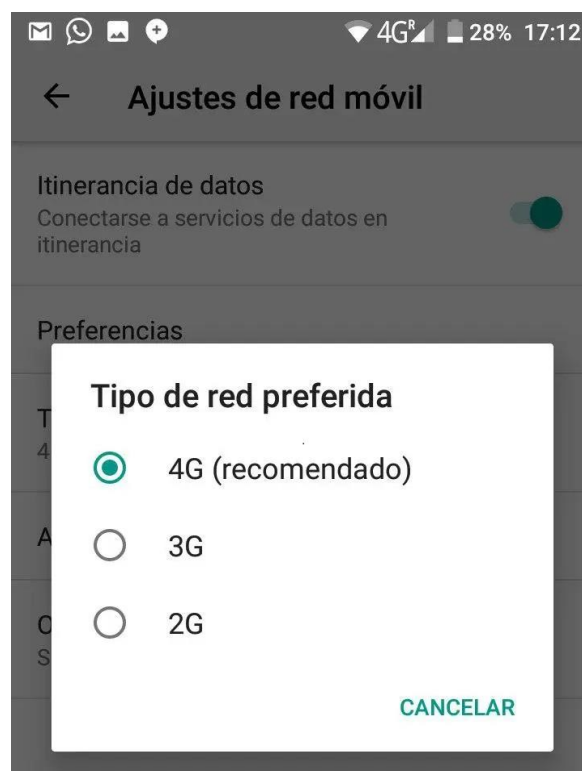 4G R 28% 17:12
Ajustes de red móvil
Itinerancia de datos
Conectarse a servicios de datos en
itinerancia
Preferencias
Tipo de red preferida
T
4
4G (recomendado)
A
3G
O
S
2G
CANCELAR